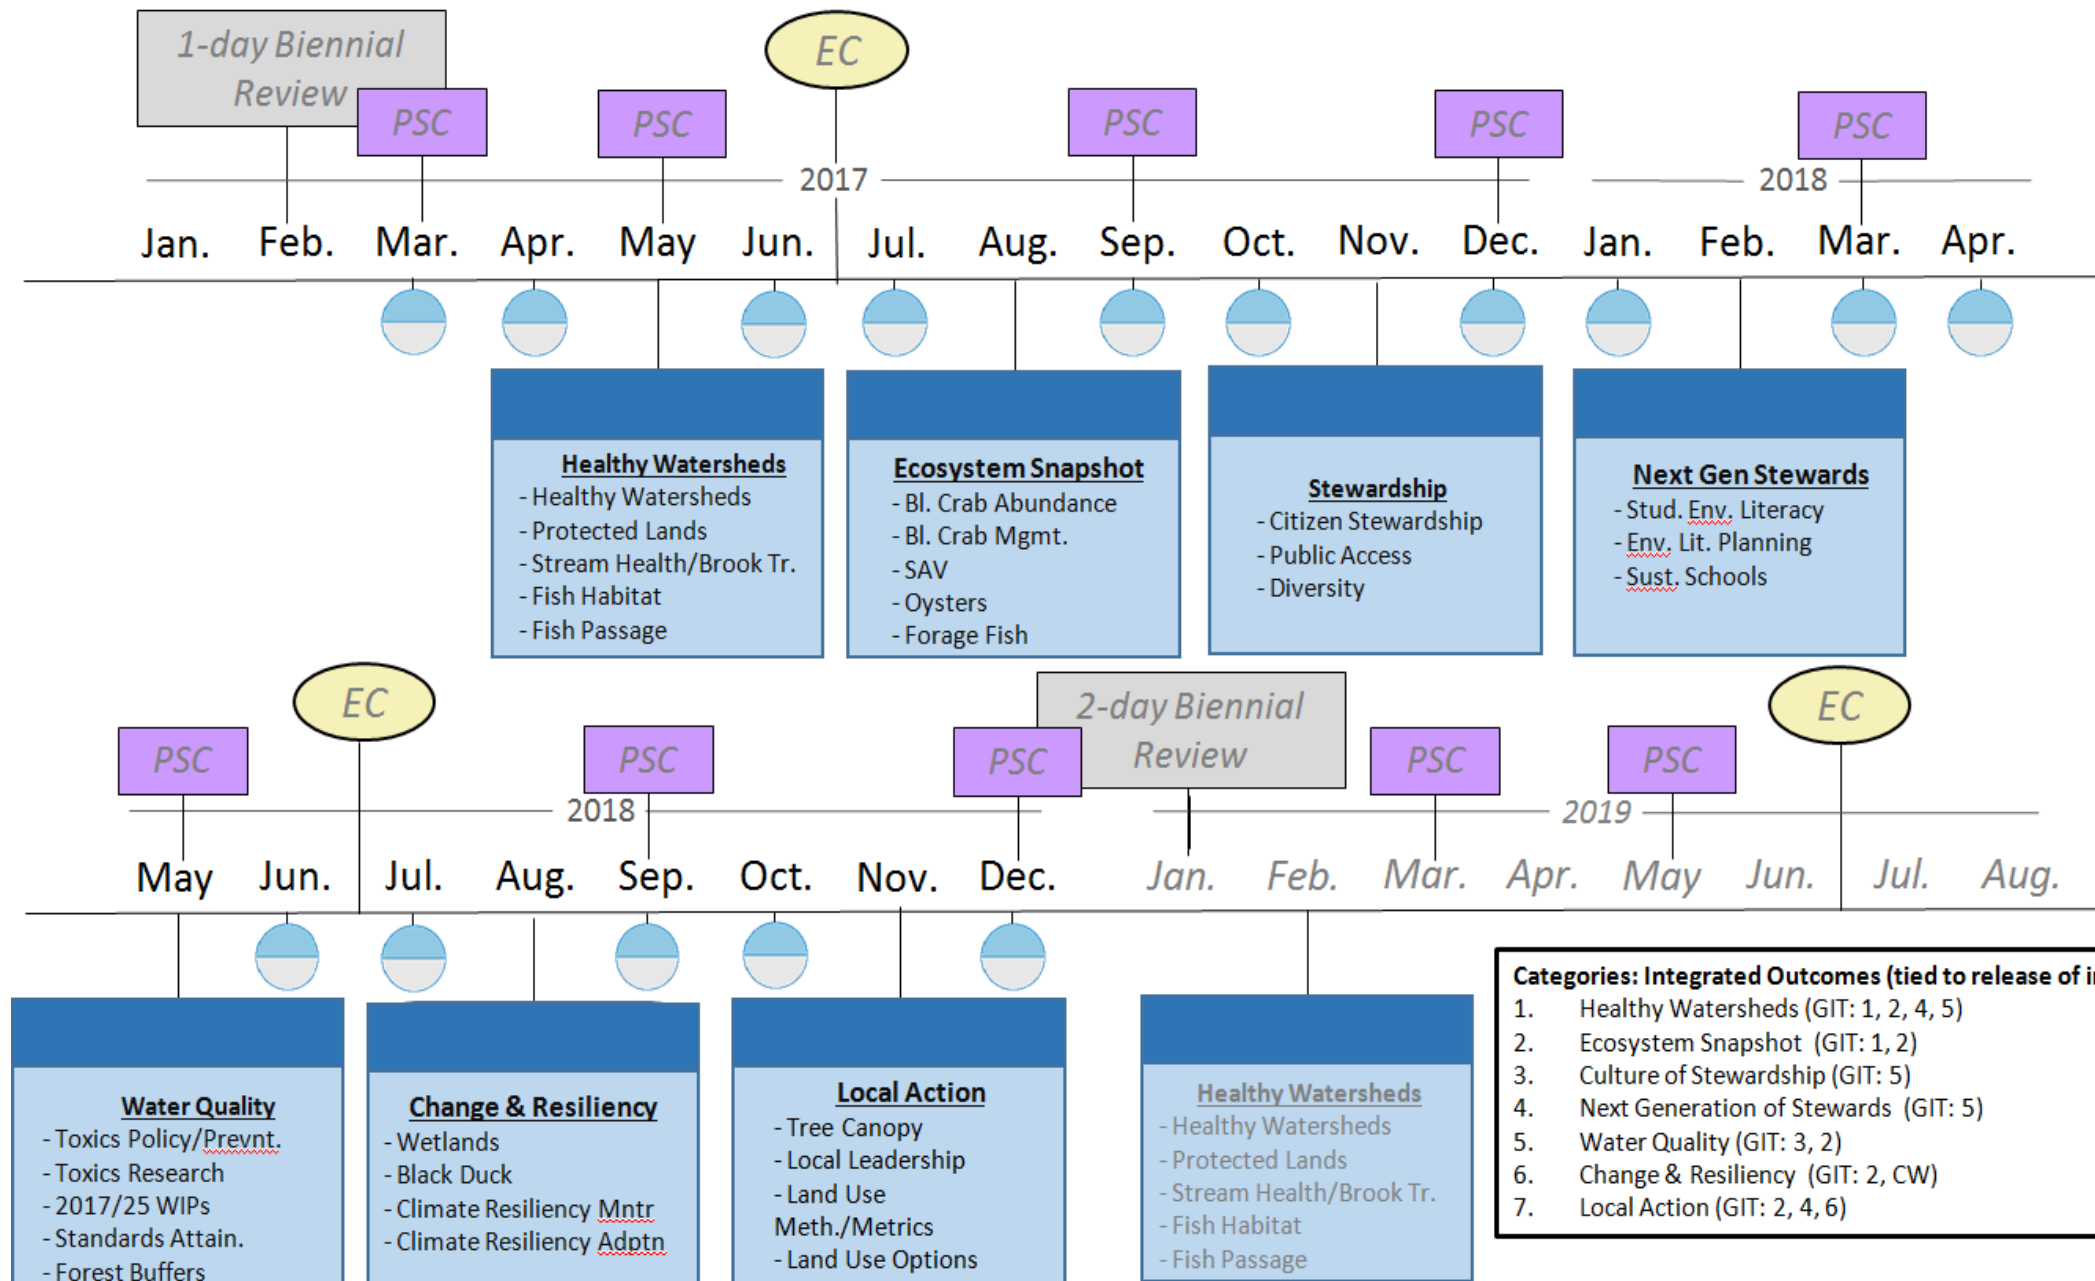 1-day Biennial
Review
EC
PSC
PSC
PSC
PSC
PSC
2017
2018
Jan.
Feb.
Mar.
Apr.
May
Jun.
Jul.
Aug.
Sep.
Oct.
Nov.
Dec.
Jan.
Feb.
Mar.
Apr.
Healthy Watersheds
- Healthy Watersheds
- Protected Lands
- Stream Health/Brook Tr.
- Fish Habitat
- Fish Passage
Ecosystem Snapshot
- Bl. Crab Abundance
- Bl. Crab Mgmt.
- SAV
- Oysters
- Forage Fish
Stewardship
- Citizen Stewardship
- Public Access
- Diversity
Next Gen Stewards
- Stud. Env. Literacy
- Env. Lit. Planning
- Sust. Schools
EC
2-day Biennial
Review
EC
PSC
PSC
PSC
PSC
PSC
2018
2019
May
Jun.
Jul.
Aug.
Sep.
Oct.
Nov.
Dec.
Jan.
Feb.
Mar.
Apr.
May
Jun.
Jul.
Aug.
Water Quality
- Toxics Policy/Prevnt.
- Toxics Research
- 2017/25 WIPs
- Standards Attain.
- Forest Buffers
Change & Resiliency
- Wetlands
- Black Duck
- Climate Resiliency Mntr
- Climate Resiliency Adptn
Local Action
- Tree Canopy
- Local Leadership
- Land Use
Meth./Metrics
- Land Use Options
Healthy Watersheds
- Healthy Watersheds
- Protected Lands
- Stream Health/Brook Tr.
- Fish Habitat
- Fish Passage
Categories: Integrated Outcomes (tied to release of
1. Healthy Watersheds (GIT: 1, 2, 4, 5)
2. Ecosystem Snapshot (GIT: 1, 2)
3. Culture of Stewardship (GIT: 5)
4. Next Generation of Stewards (GIT: 5)
5. Water Quality (GIT: 3, 2)
6. Change & Resiliency (GIT: 2, CW)
7. Local Action (GIT: 2, 4, 6)